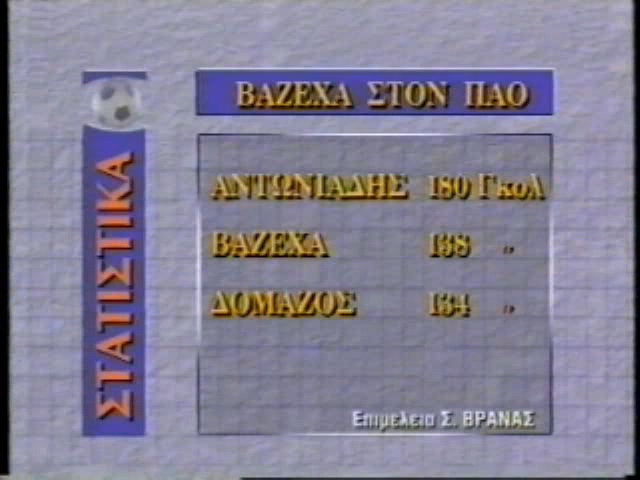 ΒΑΖΕΧΑ ΣΤΟΝ ΠΑΟ
ΣΤΑΤΙΣΤΙΚΑ
ΑΝΤΩΝΙΑΔΗΣ 180 Γκολ
ΒΑΖΕΧΑ 138 "
ΔΟΜΑΖΟΣ 134 "
Επιμελεια Σ. ΒΡΑΝΑΣ